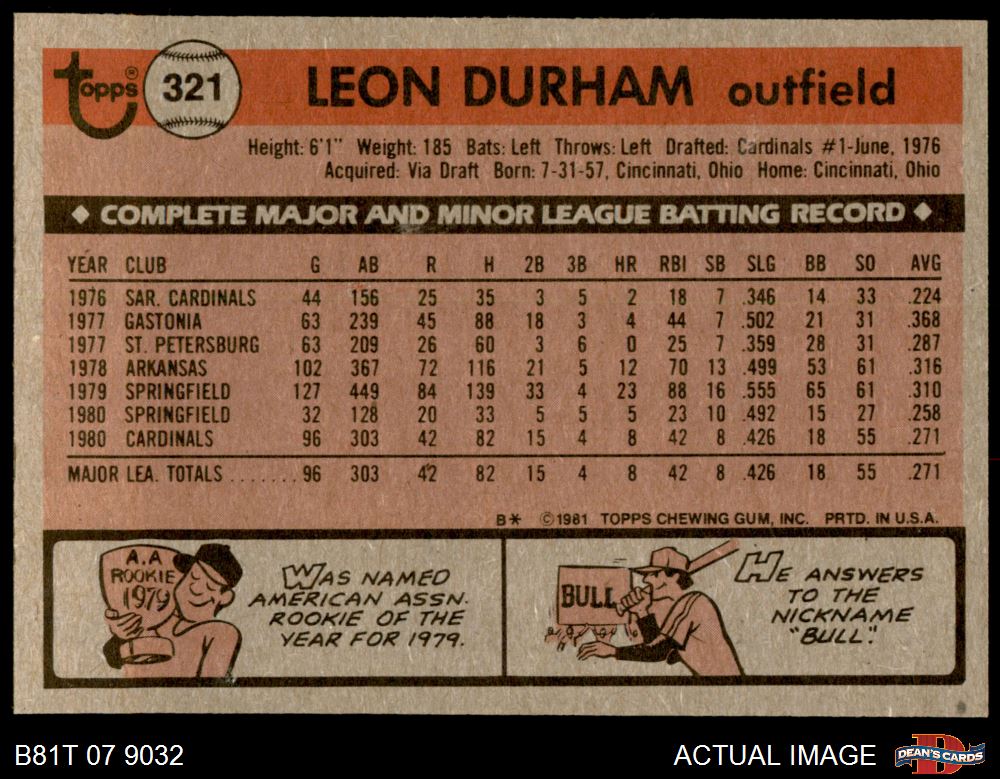 Topps® 321 LEON DURHAM outfield
Height: 6'1" Weight: 185 Bats: Left Throws: Left Drafted: Cardinals #1-June, 1976
Acquired: Via Draft Born: 7-31-57, Cincinnati, Ohio Home: Cincinnati, Ohio
◆ COMPLETE MAJOR AND MINOR LEAGUE BATTING RECORD ◆
YEAR CLUB G AB R H 2B 3B HR RBI SB SLG BB SO AVG
1976 SAR. CARDINALS 44 156 25 35 3 5 2 18 7 .346 14 33 .224
1977 GASTONIA 63 239 45 88 18 3 4 44 7 .502 21 31 .368
1977 ST. PETERSBURG 63 209 26 60 3 6 0 25 7 .359 28 31 .287
1978 ARKANSAS 102 367 72 116 21 5 12 70 13 .499 53 61 .316
1979 SPRINGFIELD 127 449 84 139 33 4 23 88 16 .555 65 61 .310
1980 SPRINGFIELD 32 128 20 33 5 5 5 23 10 .492 15 27 .258
1980 CARDINALS 96 303 42 82 15 4 8 42 8 .426 18 55 .271
MAJOR LEA. TOTALS ....... 96 303 42 82 15 4 8 42 8 .426 18 55 .271
B* ©1981 TOPPS CHEWING GUM, INC. PRTD. IN U.S.A.
A.A
ROOKIE
1979
WAS NAMED
AMERICAN ASSN.
ROOKIE OF THE
YEAR FOR 1979.
BULL
HE ANSWERS
TO THE
NICKNAME
"BULL."
B81T 07 9032 ACTUAL IMAGE
DEAN'S CARDS